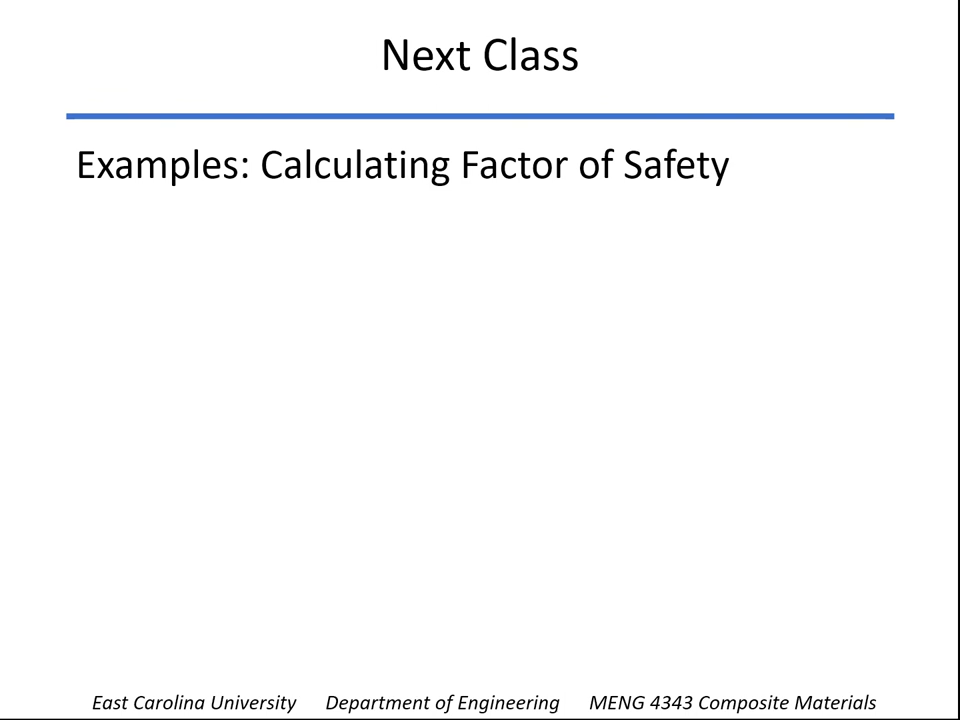 Next Class
Examples: Calculating Factor of Safety
East Carolina University Department of Engineering MENG 4343 Composite Materials